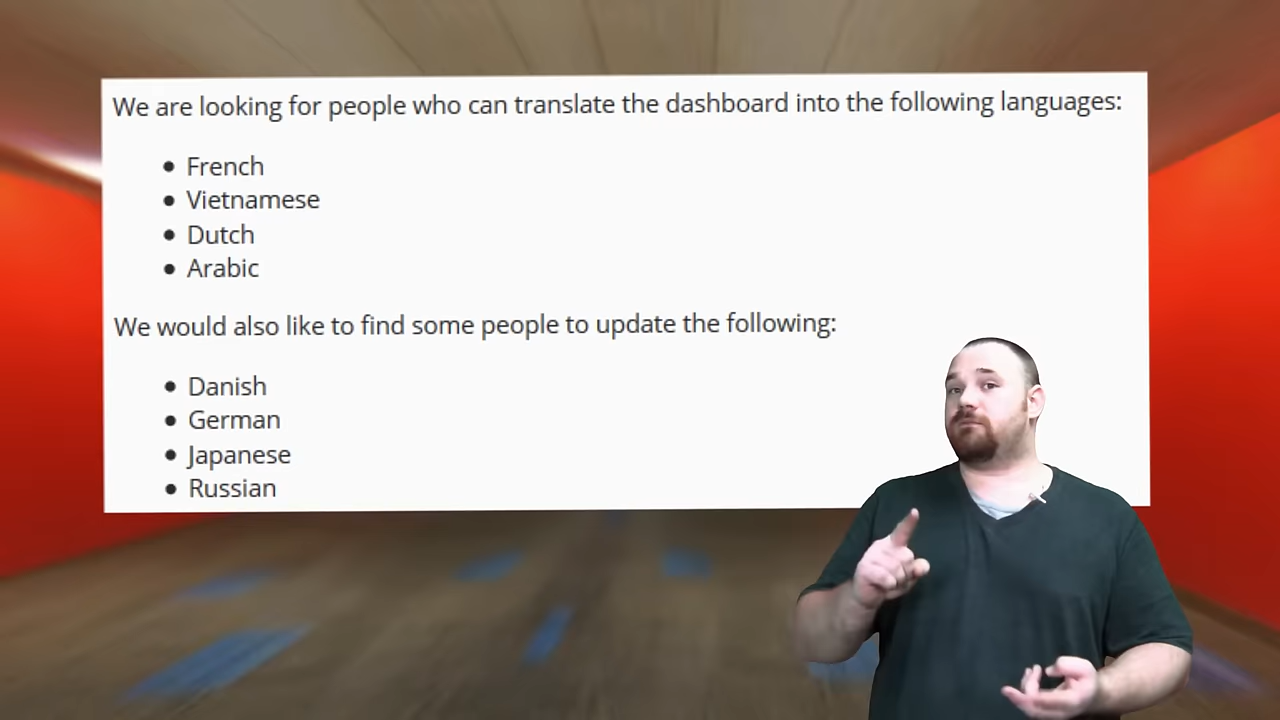 We are looking for people who can translate the dashboard into the following languages:
• French
• Vietnamese
• Dutch
• Arabic
We would also like to find some people to update the following:
• Danish
• German
• Japanese
• Russian